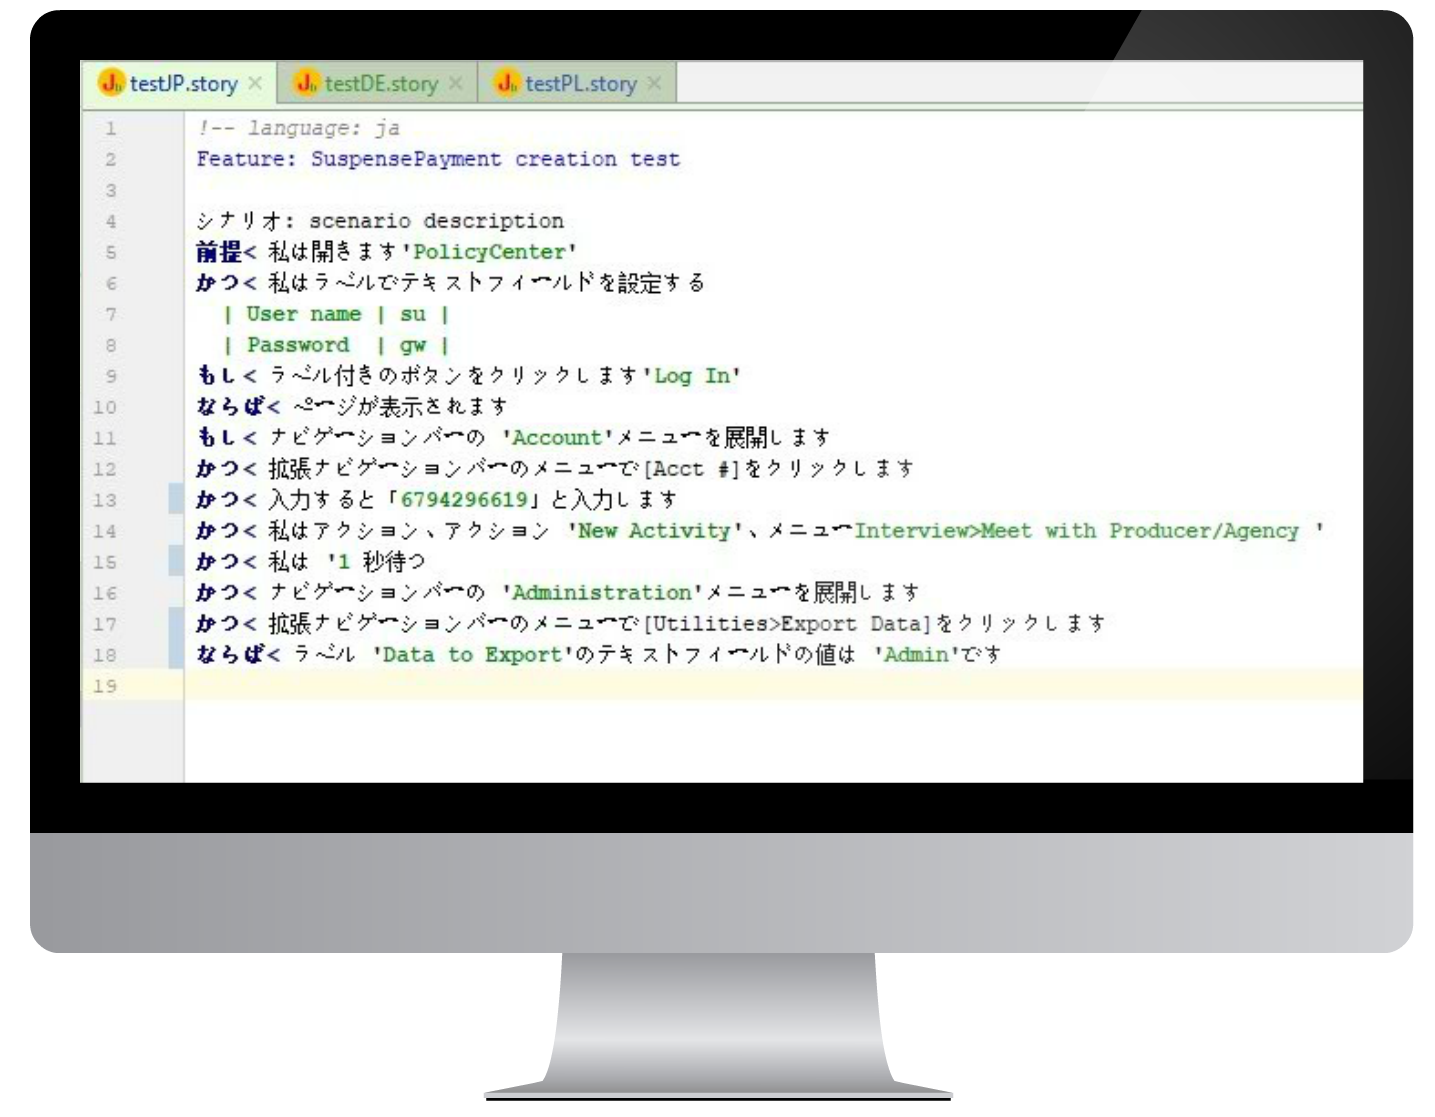 testJP.story
testDE.story
testPL.story
1 !-- language: ja
2 Feature: SuspensePayment creation test
3
4 シナリオ: scenario description
5 前提< 私は開きます'PolicyCenter'
6 かつく 私はラベルでテキストフィールドを設定する
7 | User name | su |
8 | Password | gw |
9 もしく ラベル付きのボタンをクリックします'Log In'
10 ならば< ページが表示されます
11 もしく ナビゲーションバーの 'Account'メニューを展開します
12 かつ< 拡張ナビゲーションバーのメニューで[Acct #]をクリックします
13 かつ< 入力すると「6794296619」と入力します
14 かつ< 私はアクション、アクション 'New Activity'、メニューInterview>Meet with Producer/Agency '
15 かつ< 私は '1 秒待つ
16 かつ< ナビゲーションバーの 'Administration'メニューを展開します
17 かつ< 拡張ナビゲーションバーのメニューで[Utilities>Export Data]をクリックします
18 ならば< ラベル 'Data to Export'のテキストフィールドの値は 'Admin'です
19